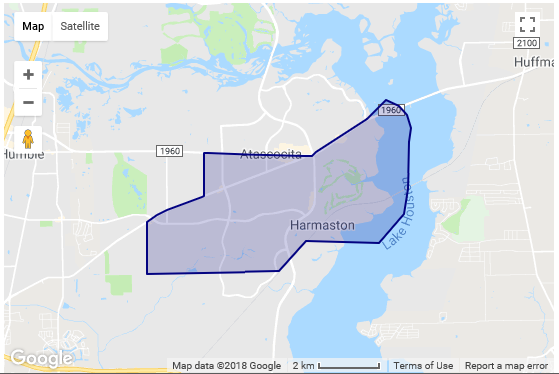 Map Satellite
2100
Huffma
1960
1960
Humble
Atascocita
Lake Houston
Harmaston
Google
Map data ©2018 Google 2 km Terms of Use Report a map error